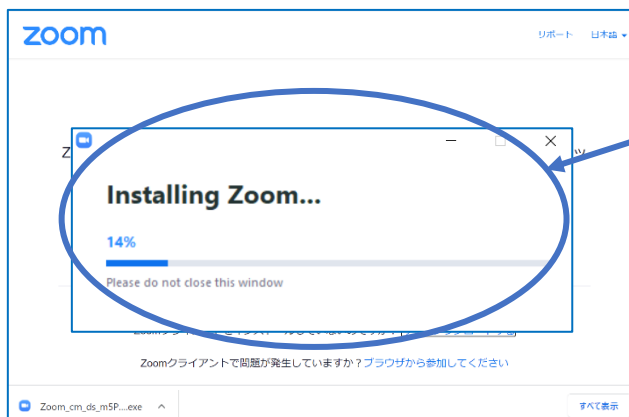 zoom
サポート 日本語
Z
ツ
Installing Zoom...
14%
Please do not close this window
Zoomクライアントで問題が発生していますか？ブラウザから参加してください
Zoom_cm_ds_m5P....exe
すべて表示